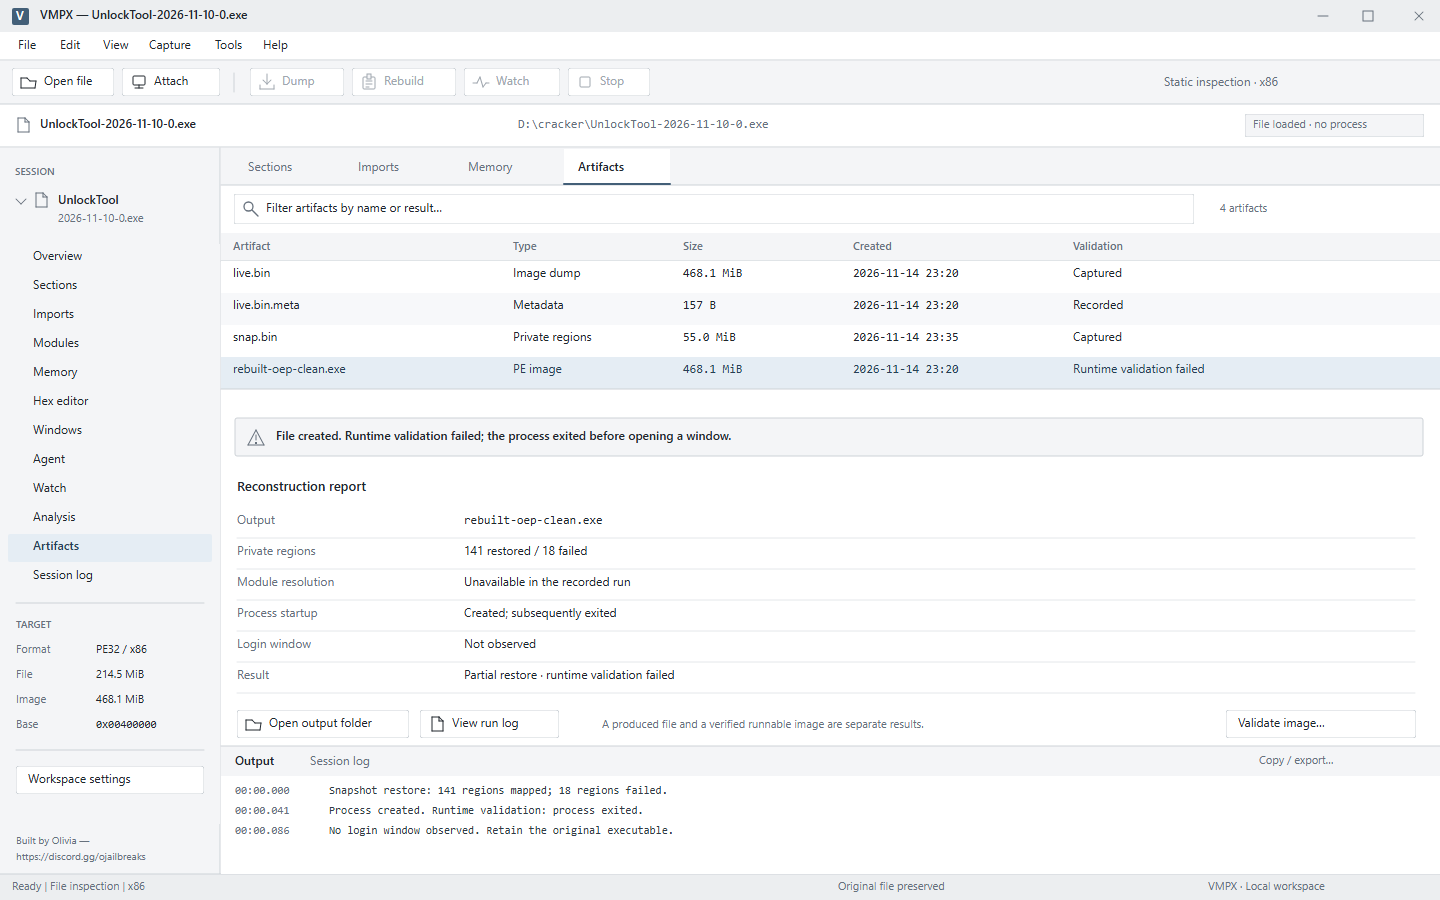 V VMPX — UnlockTool-2026-11-10-0.exe
File Edit View Capture Tools Help
Open file Attach Dump Rebuild Watch Stop Static inspection · x86
UnlockTool-2026-11-10-0.exe D:\cracker\UnlockTool-2026-11-10-0.exe File loaded · no process
SESSION
UnlockTool
2026-11-10-0.exe
Overview
Sections
Imports
Modules
Memory
Hex editor
Windows
Agent
Watch
Analysis
Artifacts
Session log
TARGET
Format PE32 / x86
File 214.5 MiB
Image 468.1 MiB
Base 0x00400000
Workspace settings
Built by Olivia —
https://discord.gg/ojailbreaks
Sections Imports Memory Artifacts
Filter artifacts by name or result... 4 artifacts
Artifact Type Size Created Validation
live.bin Image dump 468.1 MiB 2026-11-14 23:20 Captured
live.bin.meta Metadata 157 B 2026-11-14 23:20 Recorded
snap.bin Private regions 55.0 MiB 2026-11-14 23:35 Captured
rebuilt-oep-clean.exe PE image 468.1 MiB 2026-11-14 23:20 Runtime validation failed
File created. Runtime validation failed; the process exited before opening a window.
Reconstruction report
Output rebuilt-oep-clean.exe
Private regions 141 restored / 18 failed
Module resolution Unavailable in the recorded run
Process startup Created; subsequently exited
Login window Not observed
Result Partial restore · runtime validation failed
Open output folder View run log A produced file and a verified runnable image are separate results. Validate image...
Output Session log Copy / export...
00:00.000 Snapshot restore: 141 regions mapped; 18 regions failed.
00:00.041 Process created. Runtime validation: process exited.
00:00.086 No login window observed. Retain the original executable.
Ready | File inspection | x86 Original file preserved VMPX · Local workspace